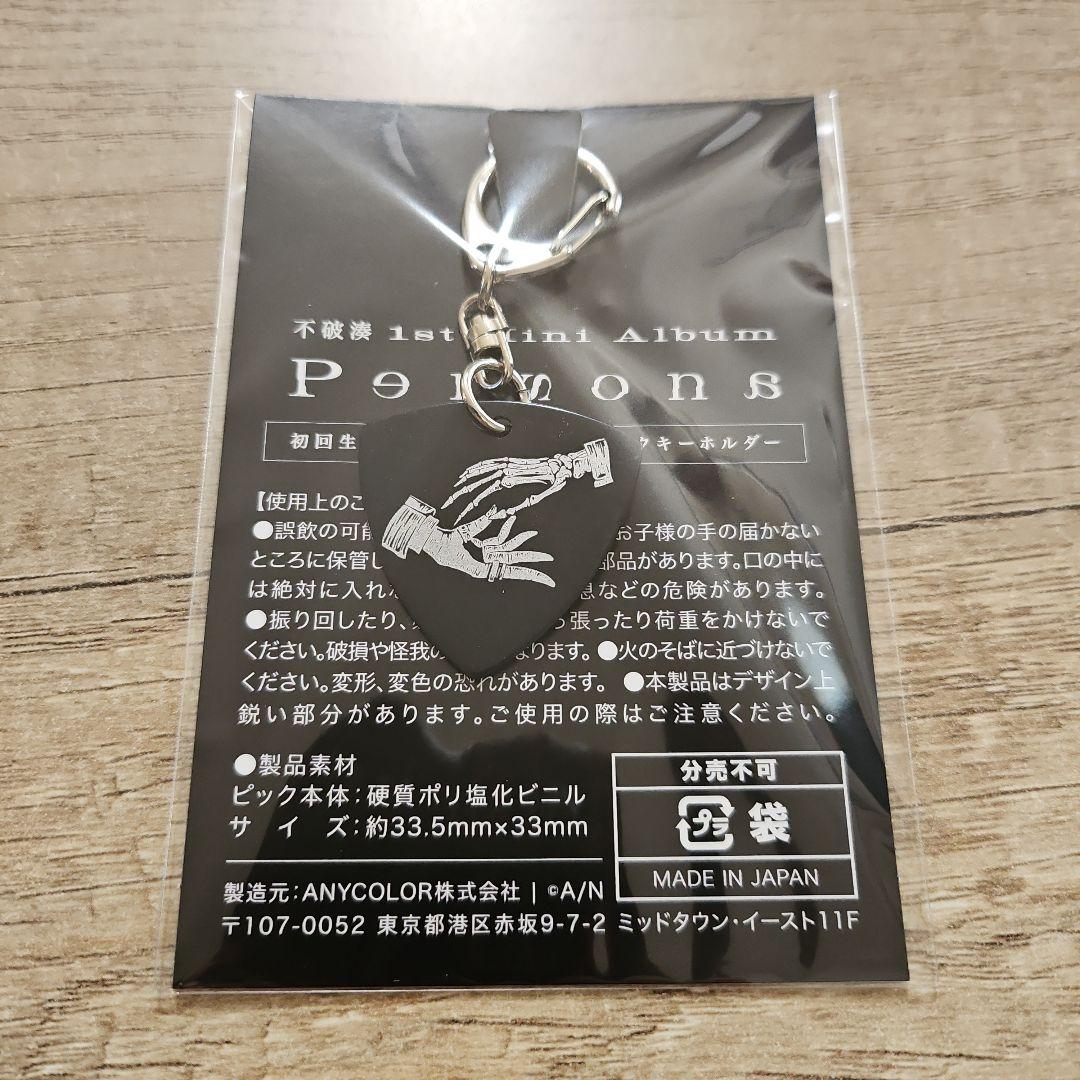 不破湊 1st Mini Album
Persona
初回生 クキーホルダー
【使用上のご
●誤飲の可能 お子様の手の届かない
ところに保管し 部品があります。口の中に
は絶対に入れ 息などの危険があります。
●振り回したり、 張ったり荷重をかけないで
ください。破損や怪我の なります。 ●火のそばに近づけないで
ください。変形、変色の恐れがあります。 ●本製品はデザイン上
鋭い部分があります。ご使用の際はご注意ください。
●製品素材
ピック本体：硬質ポリ塩化ビニル
サイズ：約33.5mm×33mm
分売不可
プラ 袋
MADE IN JAPAN
製造元：ANYCOLOR株式会社 | ©A/N
〒107-0052 東京都港区赤坂9-7-2 ミッドタウン・イースト11F